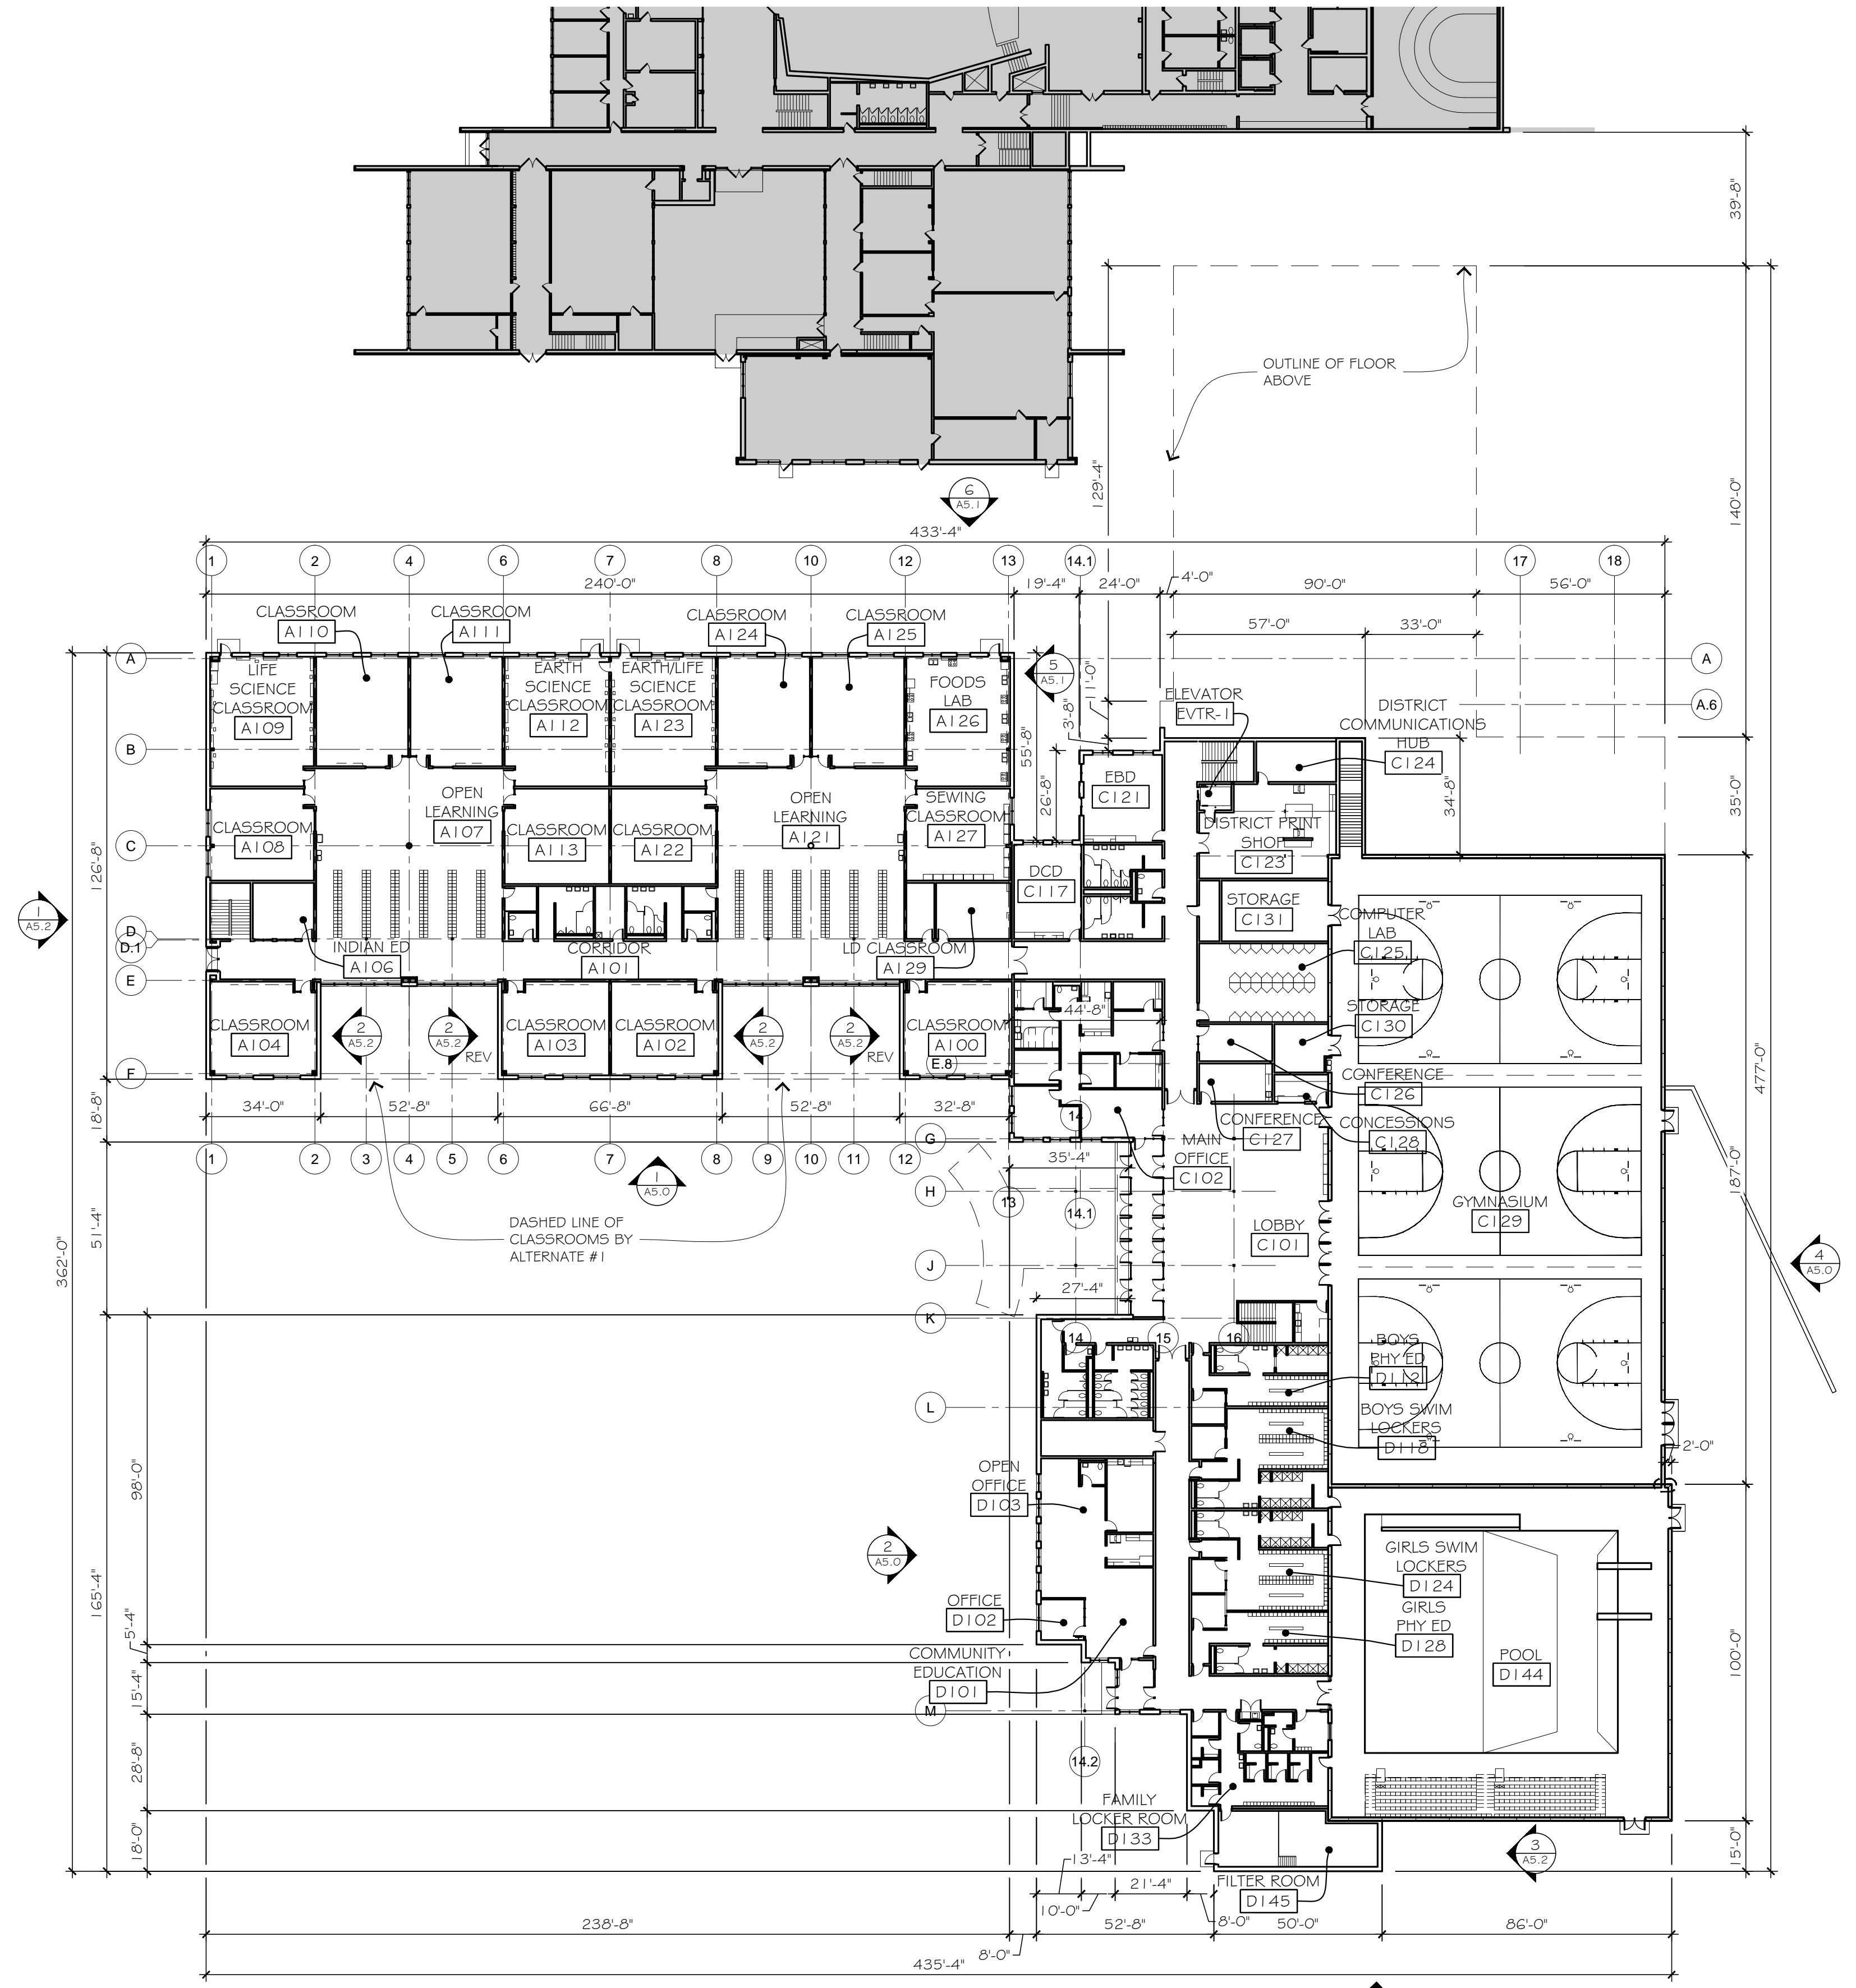 39'-8"
OUTLINE OF FLOOR
ABOVE
129'-4"
140'-0"
6
A5.1
433'-4"
1
2
4
6
7
8
10
12
13
14.1
17
18
240'-0"
19'-4"
24'-0"
4'-0"
90'-0"
56'-0"
57'-0"
33'-0"
CLASSROOM
A110
CLASSROOM
A111
CLASSROOM
A124
CLASSROOM
A125
A
LIFE
SCIENCE
CLASSROOM
A109
EARTH
SCIENCE
CLASSROOM
A112
EARTH/LIFE
SCIENCE
CLASSROOM
A123
FOODS
LAB
A126
5
A5.1
11'-0"
3'-8"
55'-8"
26'-8"
ELEVATOR
EVTR-1
DISTRICT
COMMUNICATIONS
HUB
C124
A
A.6
B
OPEN
LEARNING
A107
OPEN
LEARNING
A121
SEWING
CLASSROOM
A127
EBD
C121
34'-8"
35'-0"
C
CLASSROOM
A108
CLASSROOM
A113
CLASSROOM
A122
DISTRICT PRINT
SHOP
C123
DCD
C117
126'-8"
1
A5.2
D
D.1
INDIAN ED
A106
CORRIDOR
A101
LD CLASSROOM
A129
STORAGE
C131
COMPUTER
LAB
C125
E
44'-8"
STORAGE
C130
CLASSROOM
A104
2
A5.2
2
A5.2
REV
CLASSROOM
A103
CLASSROOM
A102
2
A5.2
2
A5.2
REV
CLASSROOM
A100
E.8
F
CONFERENCE
C126
477'-0"
18'-8"
34'-0"
52'-8"
66'-8"
52'-8"
32'-8"
14
CONFERENCE
C127
CONCESSIONS
C128
G
MAIN
OFFICE
C102
1
2
3
4
5
6
7
8
9
10
11
12
1
A5.0
35'-4"
H
13
14.1
187'-0"
GYMNASIUM
C129
51'-4"
362'-0"
DASHED LINE OF
CLASSROOMS BY
ALTERNATE #1
LOBBY
C101
J
4
A5.0
27'-4"
K
14
15
16
BOYS
PHY ED
D112
L
BOYS SWIM
LOCKERS
D118
2'-0"
98'-0"
OPEN
OFFICE
D103
2
A5.0
GIRLS SWIM
LOCKERS
D124
165'-4"
OFFICE
D102
GIRLS
PHY ED
D128
5'-4"
COMMUNITY
EDUCATION
D101
POOL
D144
100'-0"
15'-4"
M
28'-8"
14.2
FAMILY
LOCKER ROOM
D133
18'-0"
3
A5.2
15'-0"
13'-4"
21'-4"
FILTER ROOM
D145
10'-0"
8'-0"
238'-8"
52'-8"
50'-0"
86'-0"
8'-0"
435'-4"